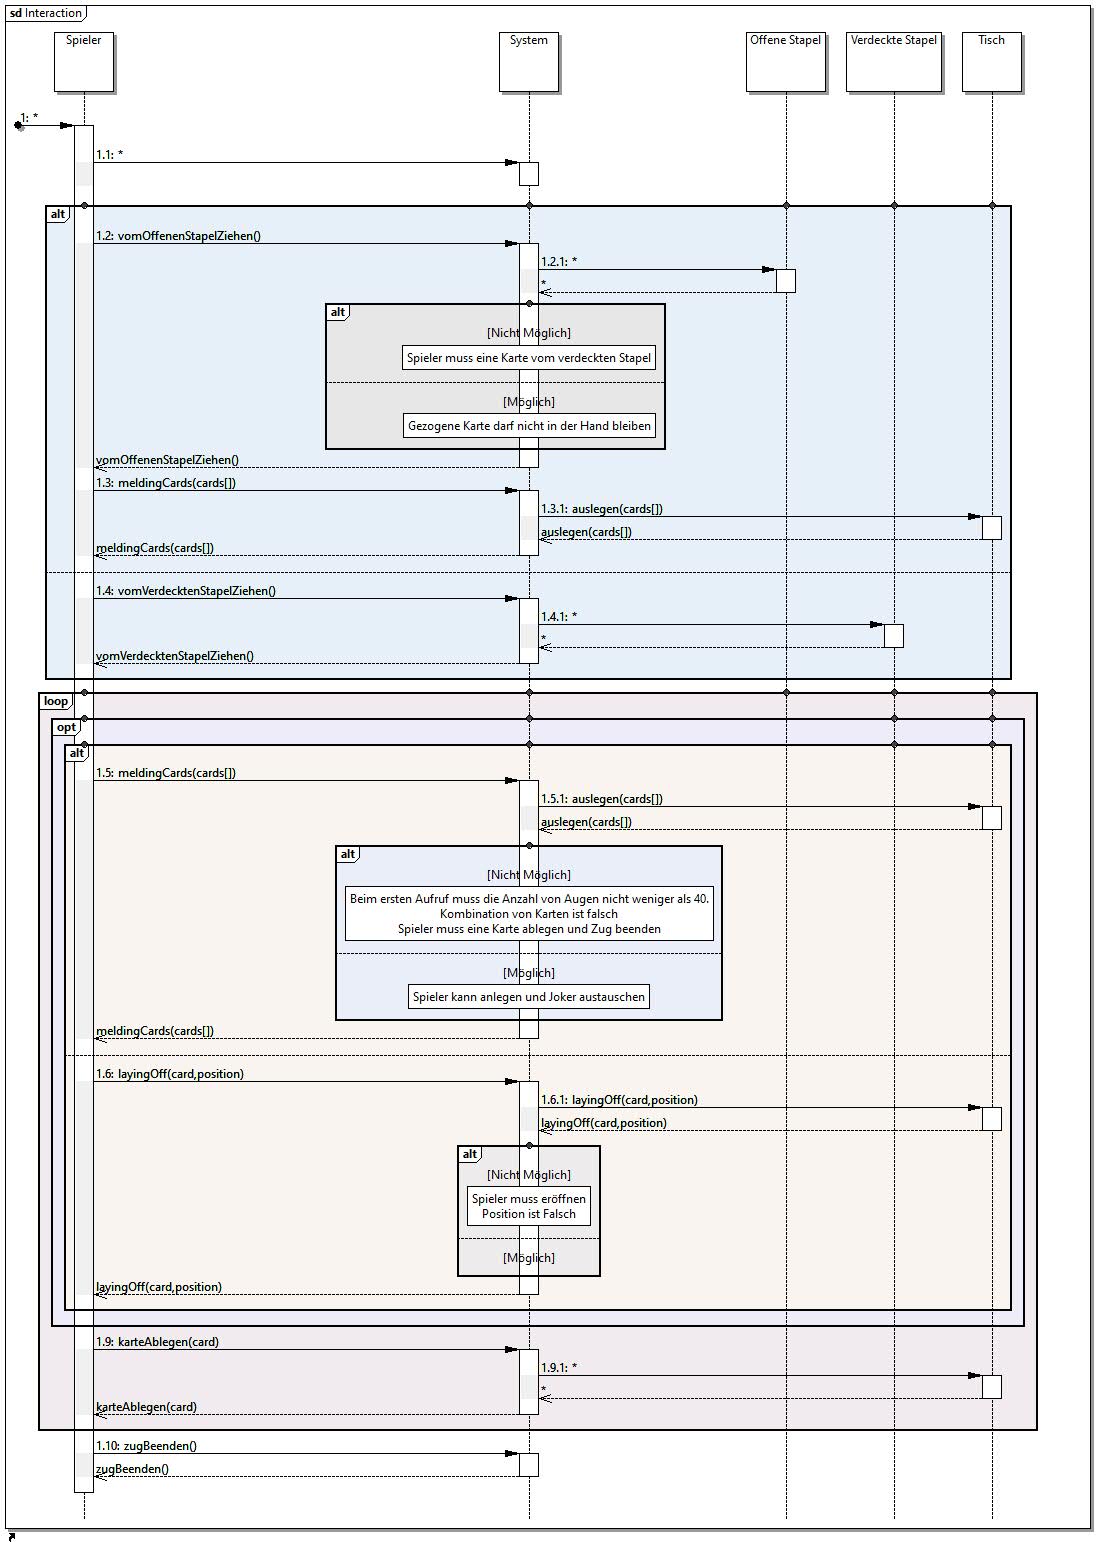 sd Interaction
Spieler
System
Offene Stapel
Verdeckte Stapel
Tisch
1: *
1.1: *
alt
1.2: vomOffenenStapelZiehen()
1.2.1: *
*
alt
[Nicht Möglich]
Spieler muss eine Karte vom verdeckten Stapel
[Möglich]
Gezogene Karte darf nicht in der Hand bleiben
vomOffenenStapelZiehen()
1.3: meldingCards(cards[])
1.3.1: auslegen(cards[])
auslegen(cards[])
meldingCards(cards[])
1.4: vomVerdecktenStapelZiehen()
1.4.1: *
*
vomVerdecktenStapelZiehen()
loop
opt
alt
1.5: meldingCards(cards[])
1.5.1: auslegen(cards[])
auslegen(cards[])
alt
[Nicht Möglich]
Beim ersten Aufruf muss die Anzahl von Augen nicht weniger als 40.
Kombination von Karten ist falsch
Spieler muss eine Karte ablegen und Zug beenden
[Möglich]
Spieler kann anlegen und Joker austauschen
meldingCards(cards[])
1.6: layingOff(card,position)
1.6.1: layingOff(card,position)
layingOff(card,position)
alt
[Nicht Möglich]
Spieler muss eröffnen
Position ist Falsch
[Möglich]
layingOff(card,position)
1.9: karteAblegen(card)
1.9.1: *
*
karteAblegen(card)
1.10: zugBeenden()
zugBeenden()